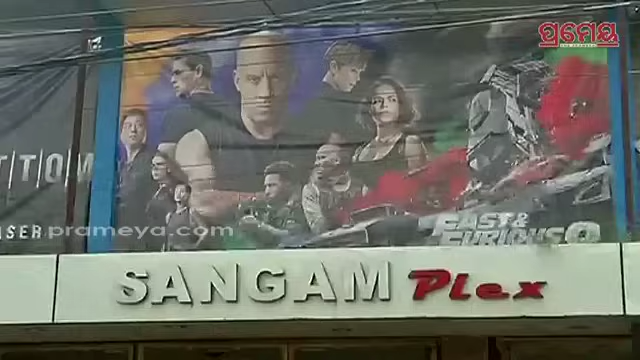 ପ୍ରମେୟ
TTOM
ASER
prameya.com
FAST &
FURIOUS 9
SANGAM PLEX